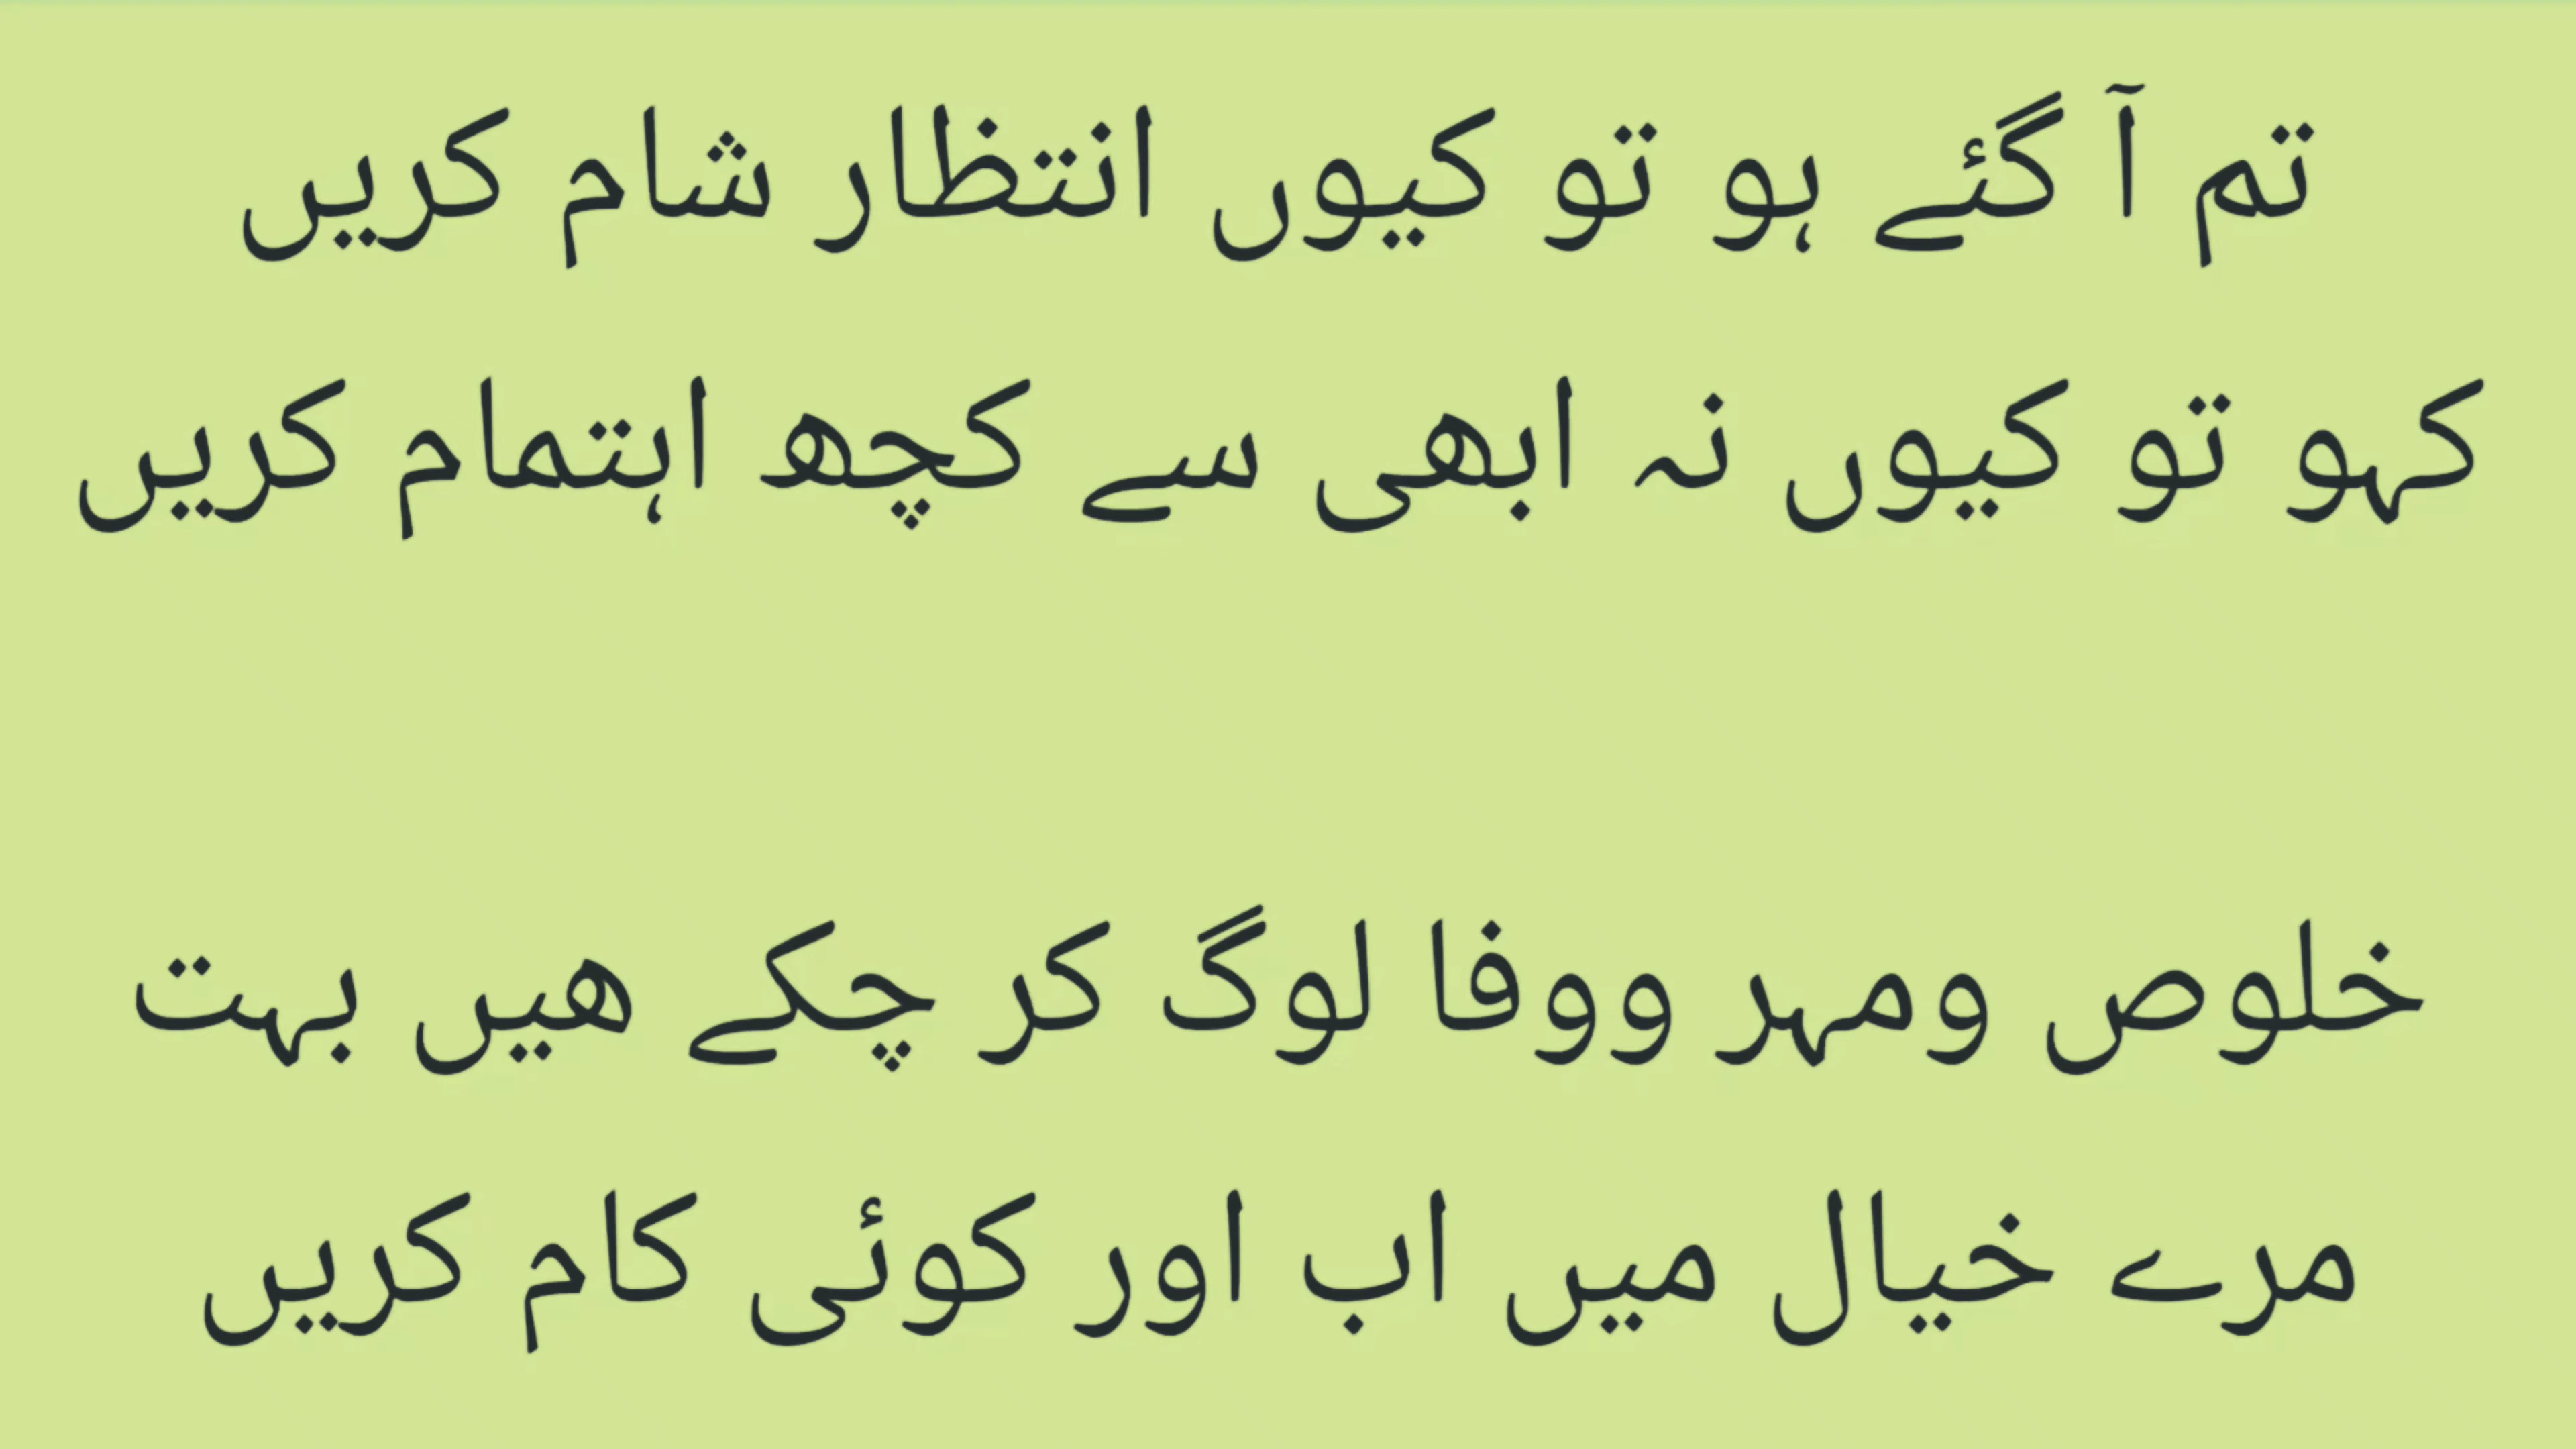 تم آ گئے ہو تو کیوں انتظار شام کریں
کہو تو کیوں نہ ابھی سے کچھ اہتمام کریں
خلوص ومہر ووفا لوگ کر چکے ھیں بہت
مرے خیال میں اب اور کوئی کام کریں